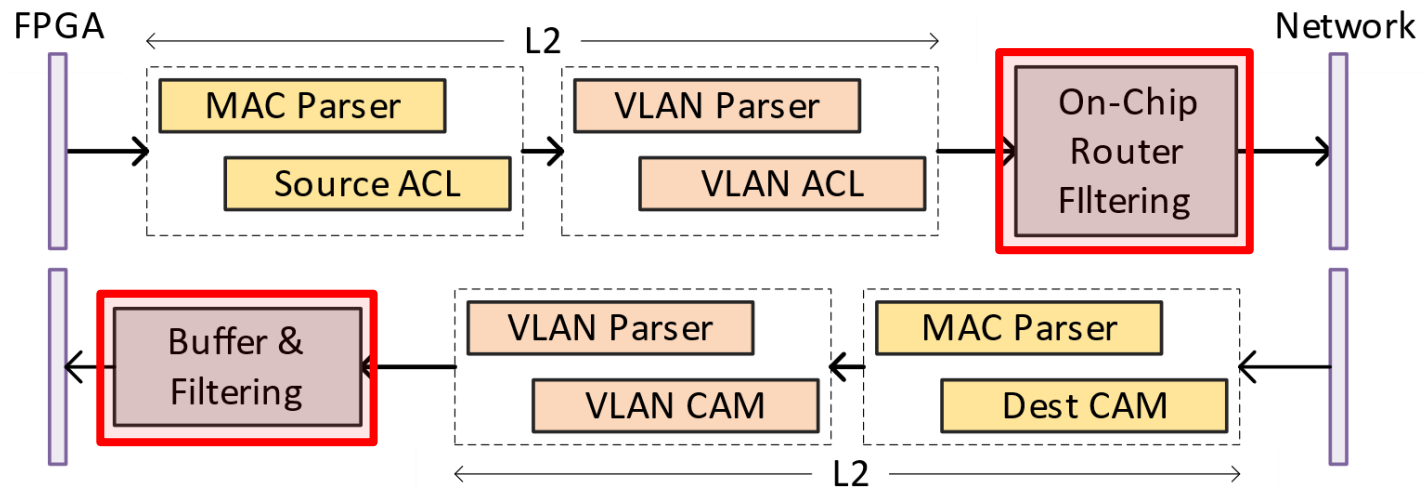 FPGA
L2
Network
MAC Parser
Source ACL
VLAN Parser
VLAN ACL
On-Chip
Router
FIltering
Buffer &
Filtering
VLAN Parser
VLAN CAM
MAC Parser
Dest CAM
L2